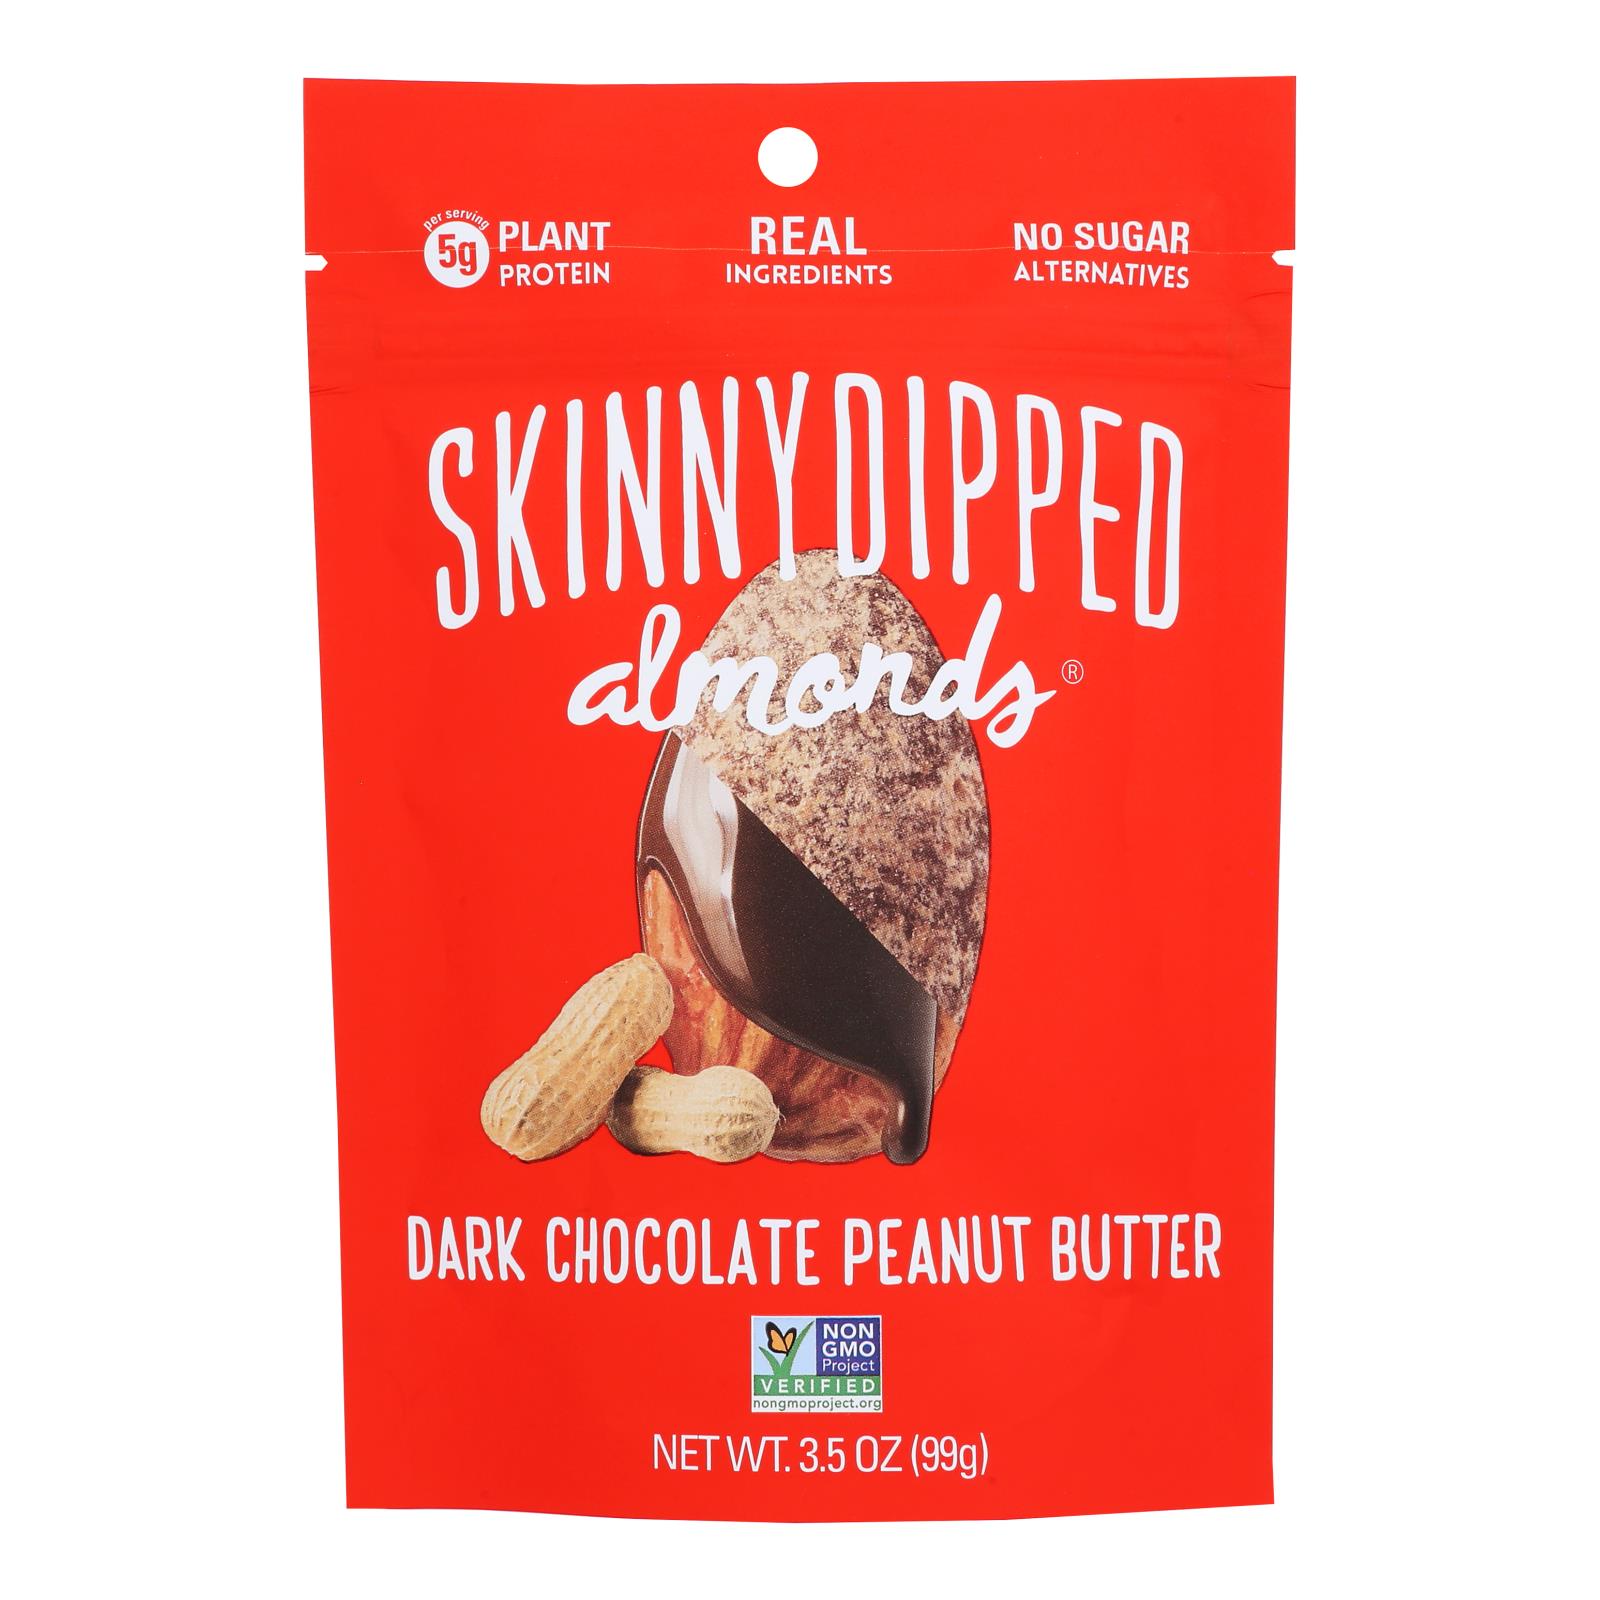 per serving
5g PLANT PROTEIN
REAL INGREDIENTS
NO SUGAR ALTERNATIVES
SKINNYDIPPED
almonds®
DARK CHOCOLATE PEANUT BUTTER
NON
GMO
Project
VERIFIED
nongmoproject.org
NET WT. 3.5 OZ (99g)